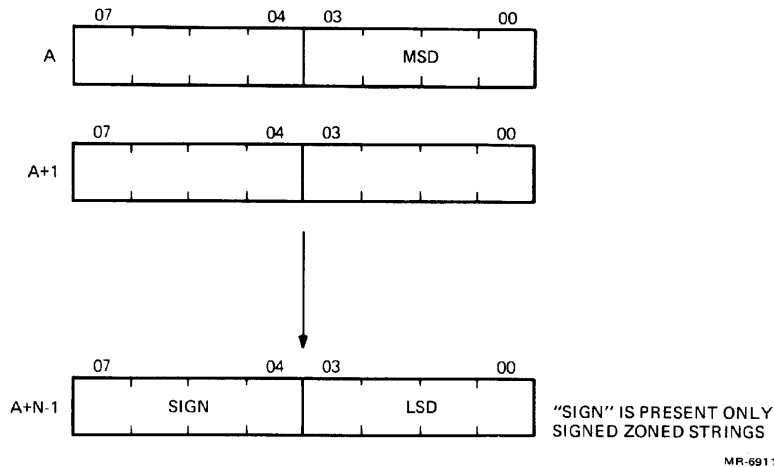 07 04 03 00
A MSD
07 04 03 00
A+1
07 04 03 00
A+N-1 SIGN LSD
"SIGN" IS PRESENT ONLY
SIGNED ZONED STRINGS
MR-6911